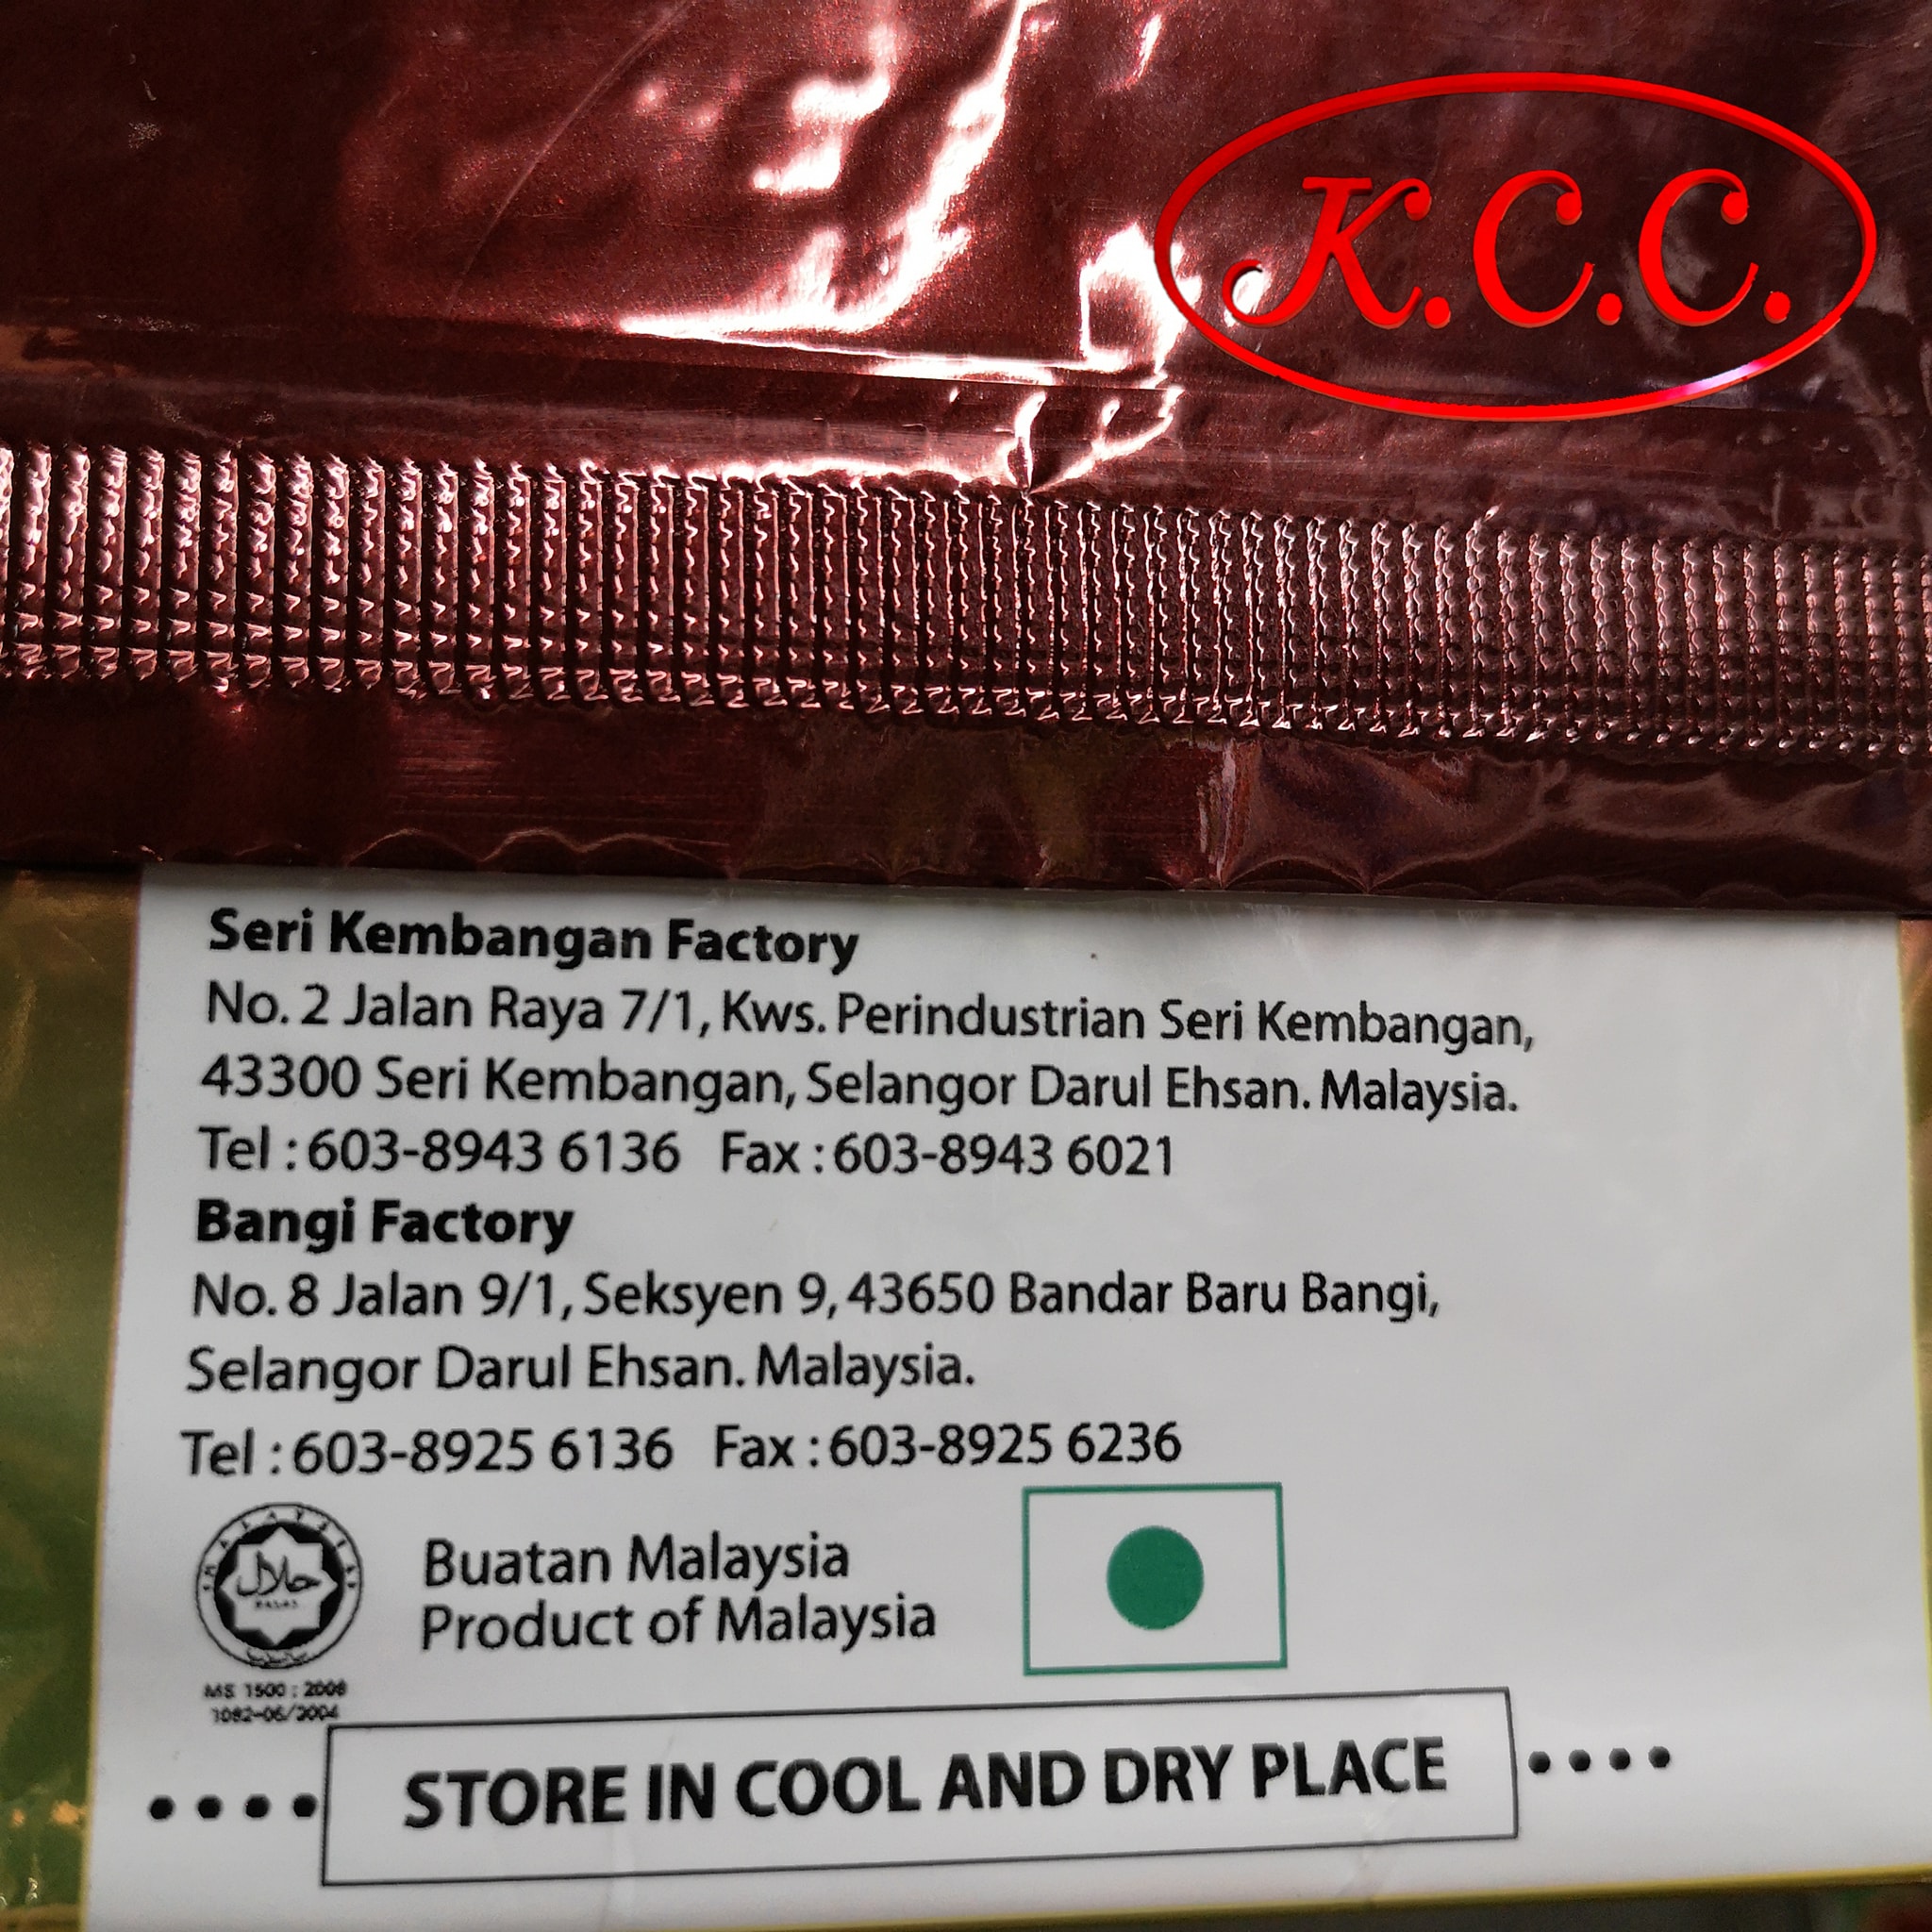 K.C.C.
Seri Kembangan Factory
No. 2 Jalan Raya 7/1, Kws. Perindustrian Seri Kembangan,
43300 Seri Kembangan, Selangor Darul Ehsan. Malaysia.
Tel : 603-8943 6136 Fax : 603-8943 6021
Bangi Factory
No. 8 Jalan 9/1, Seksyen 9, 43650 Bandar Baru Bangi,
Selangor Darul Ehsan. Malaysia.
Tel : 603-8925 6136 Fax : 603-8925 6236
MALAYSIA
حلال
HALAL
Buatan Malaysia
Product of Malaysia
MS 1500 : 2009
1082-06/2004
STORE IN COOL AND DRY PLACE